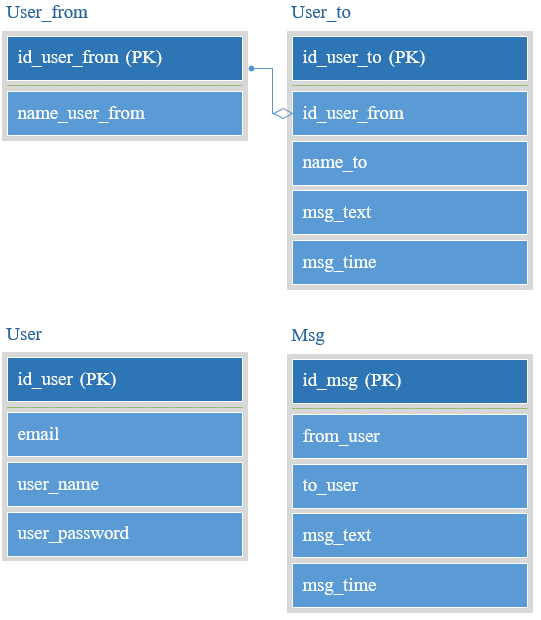 User_from
id_user_from (PK)
name_user_from
User_to
id_user_to (PK)
id_user_from
name_to
msg_text
msg_time
User
id_user (PK)
email
user_name
user_password
Msg
id_msg (PK)
from_user
to_user
msg_text
msg_time